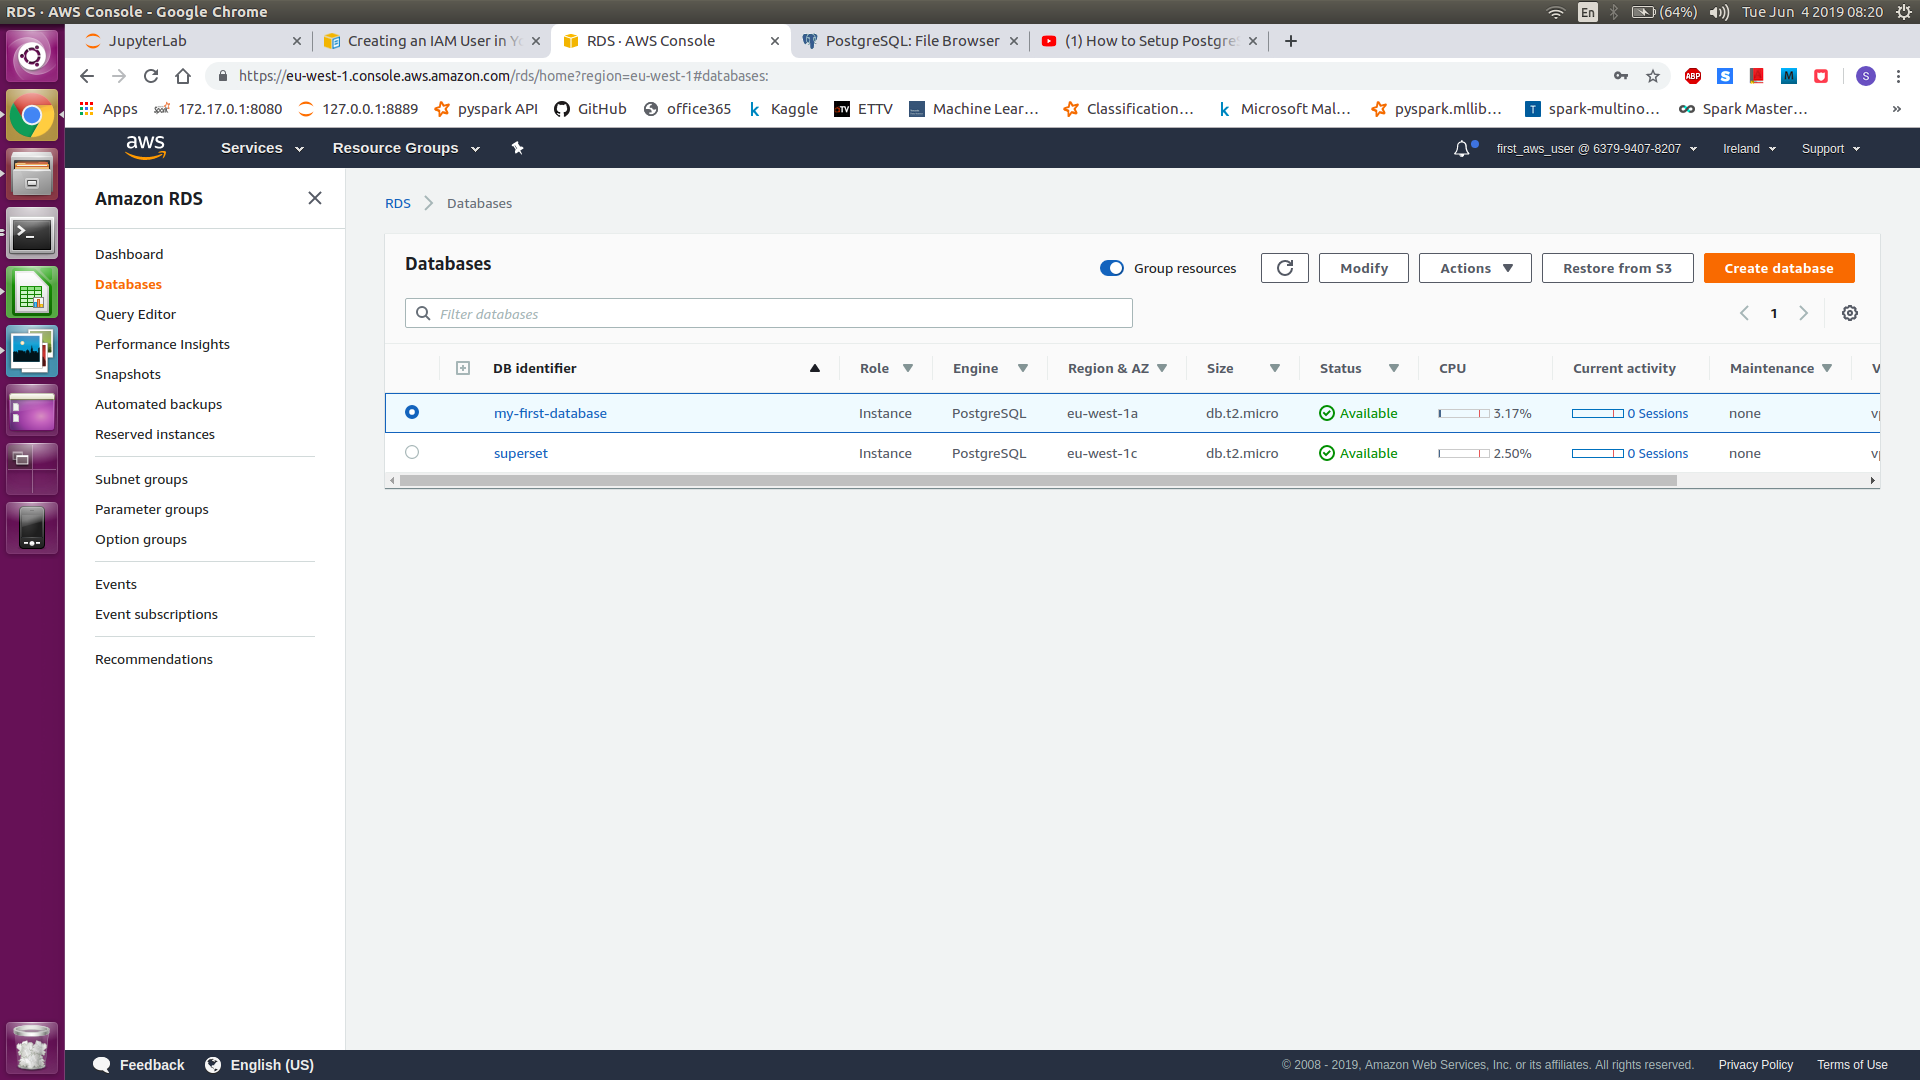 RDS · AWS Console - Google Chrome
En (64%) Tue Jun 4 2019 08:20
JupyterLab
Creating an IAM User in Yo
RDS · AWS Console
PostgreSQL: File Browser
(1) How to Setup Postgre
https://eu-west-1.console.aws.amazon.com/rds/home?region=eu-west-1#databases:
ABP S M S
Apps
172.17.0.1:8080
127.0.0.1:8889
pyspark API
GitHub
office365
Kaggle
ETTV
Machine Lear...
Classification...
Microsoft Mal...
pyspark.mllib...
spark-multino...
Spark Master...
»
aws Services Resource Groups
first_aws_user @ 6379-9407-8207 Ireland Support
Amazon RDS
Dashboard
Databases
Query Editor
Performance Insights
Snapshots
Automated backups
Reserved instances
Subnet groups
Parameter groups
Option groups
Events
Event subscriptions
Recommendations
RDS Databases
Databases
Group resources
Modify
Actions
Restore from S3
Create database
Filter databases
1
DB identifier Role Engine Region & AZ Size Status CPU Current activity Maintenance V
my-first-database Instance PostgreSQL eu-west-1a db.t2.micro Available 3.17% 0 Sessions none vp
superset Instance PostgreSQL eu-west-1c db.t2.micro Available 2.50% 0 Sessions none vp
Feedback English (US)
© 2008 - 2019, Amazon Web Services, Inc. or its affiliates. All rights reserved. Privacy Policy Terms of Use